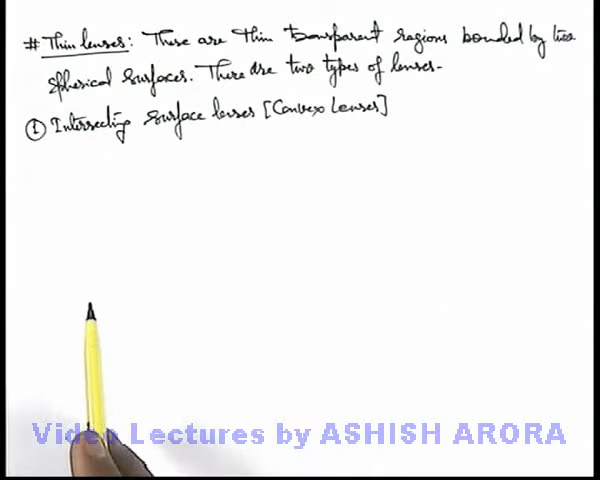 # Thin lenses: These are thin transparent regions bounded by two
spherical surfaces. There are two types of lenses-
① Intersecting surface lenses [Convex Lenses]
Video Lectures by ASHISH ARORA